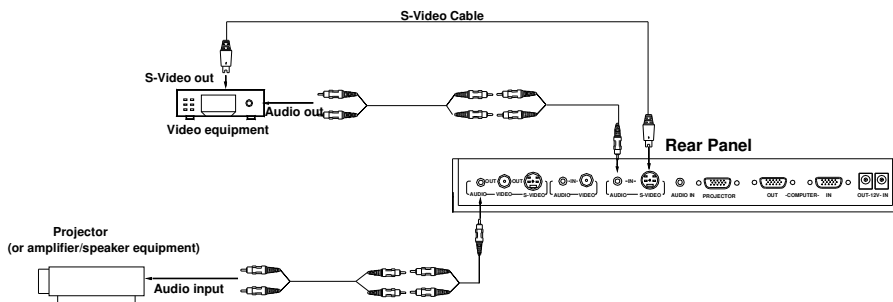 S-Video Cable
S-Video out
Audio out
Video equipment
Rear Panel
OUT OUT -IN- -IN-
AUDIO VIDEO S-VIDEO AUDIO VIDEO AUDIO S-VIDEO AUDIO IN PROJECTOR OUT -COMPUTER- IN OUT-12V- IN
Projector
(or amplifier/speaker equipment)
Audio input